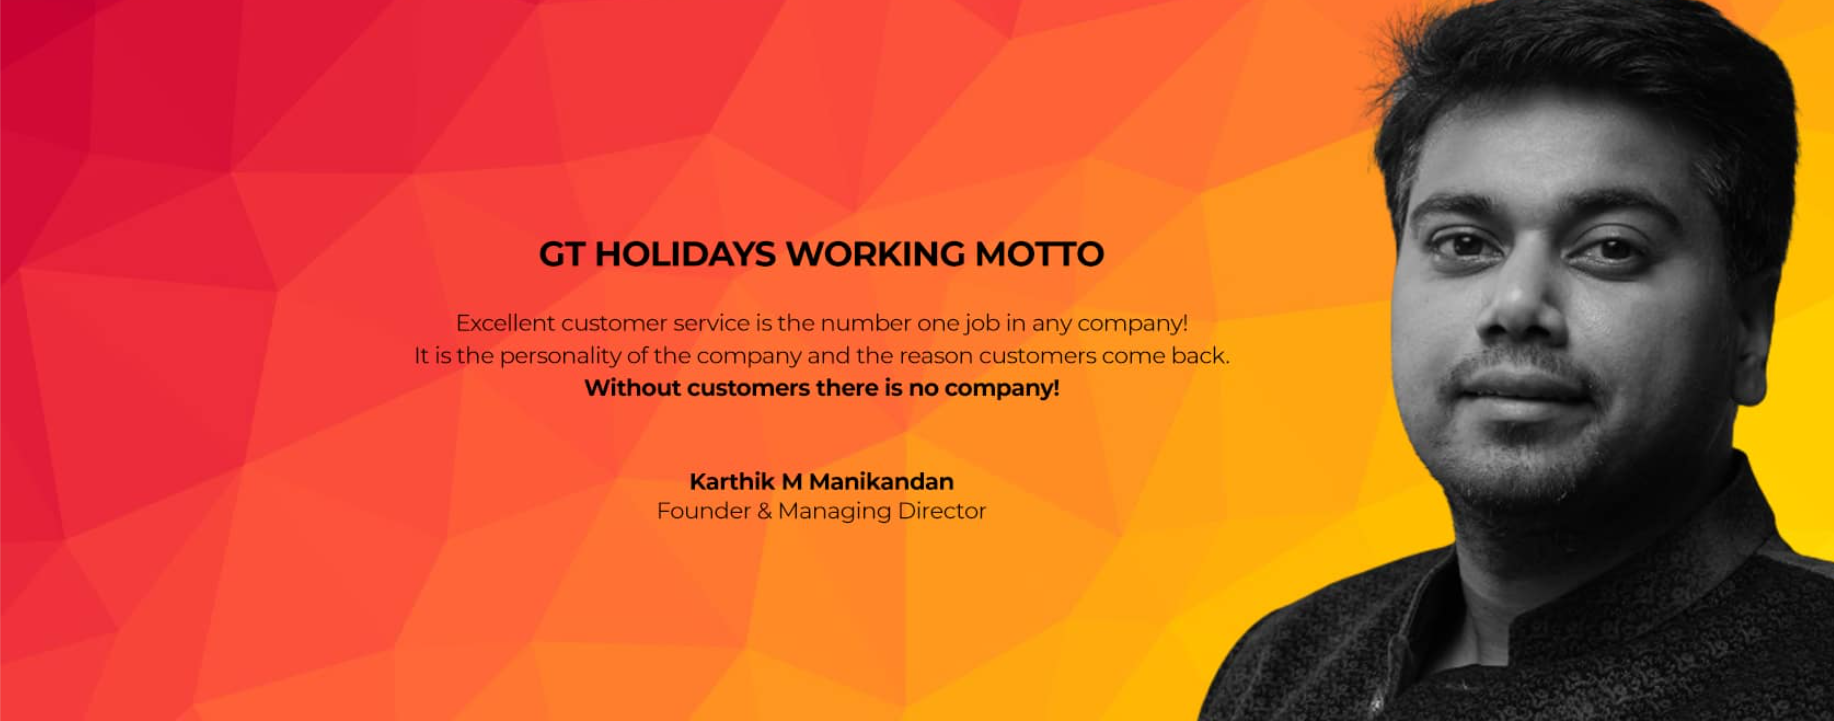 GT HOLIDAYS WORKING MOTTO
Excellent customer service is the number one job in any company!
It is the personality of the company and the reason customers come back.
Without customers there is no company!
Karthik M Manikandan
Founder & Managing Director